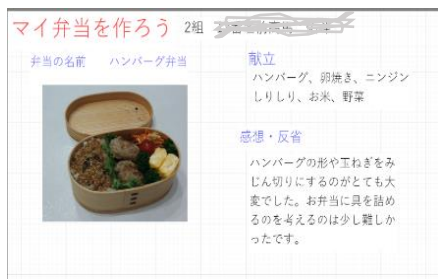 マイ弁当を作ろう 2組
弁当の名前 ハンバーグ弁当
献立
ハンバーグ、卵焼き、ニンジン
しりしり、お米、野菜
感想・反省
ハンバーグの形や玉ねぎをみ
じん切りにするのがとても大
変でした。お弁当に具を詰め
るのを考えるのは少し難しか
ったです。